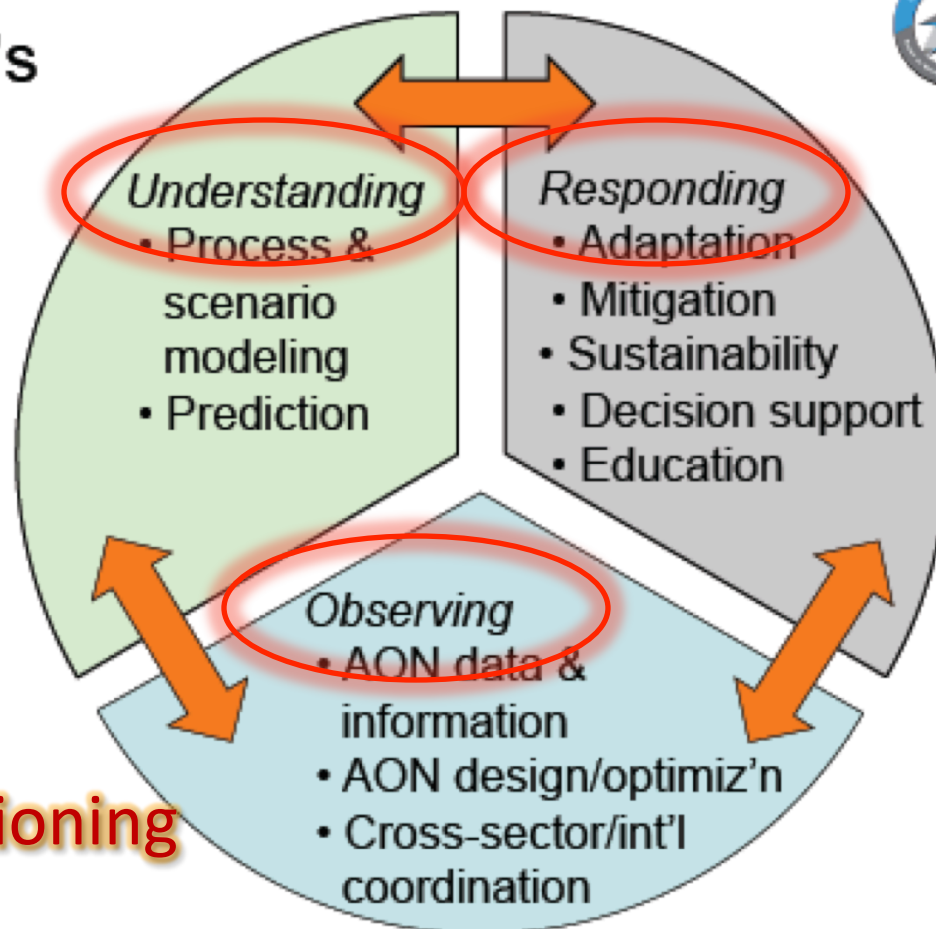 's
Understanding
• Process &
scenario
modeling
• Prediction
Responding
• Adaptation
• Mitigation
• Sustainability
• Decision support
• Education
Observing
• AON data &
information
• AON design/optimiz'n
• Cross-sector/int'l
coordination
ioning